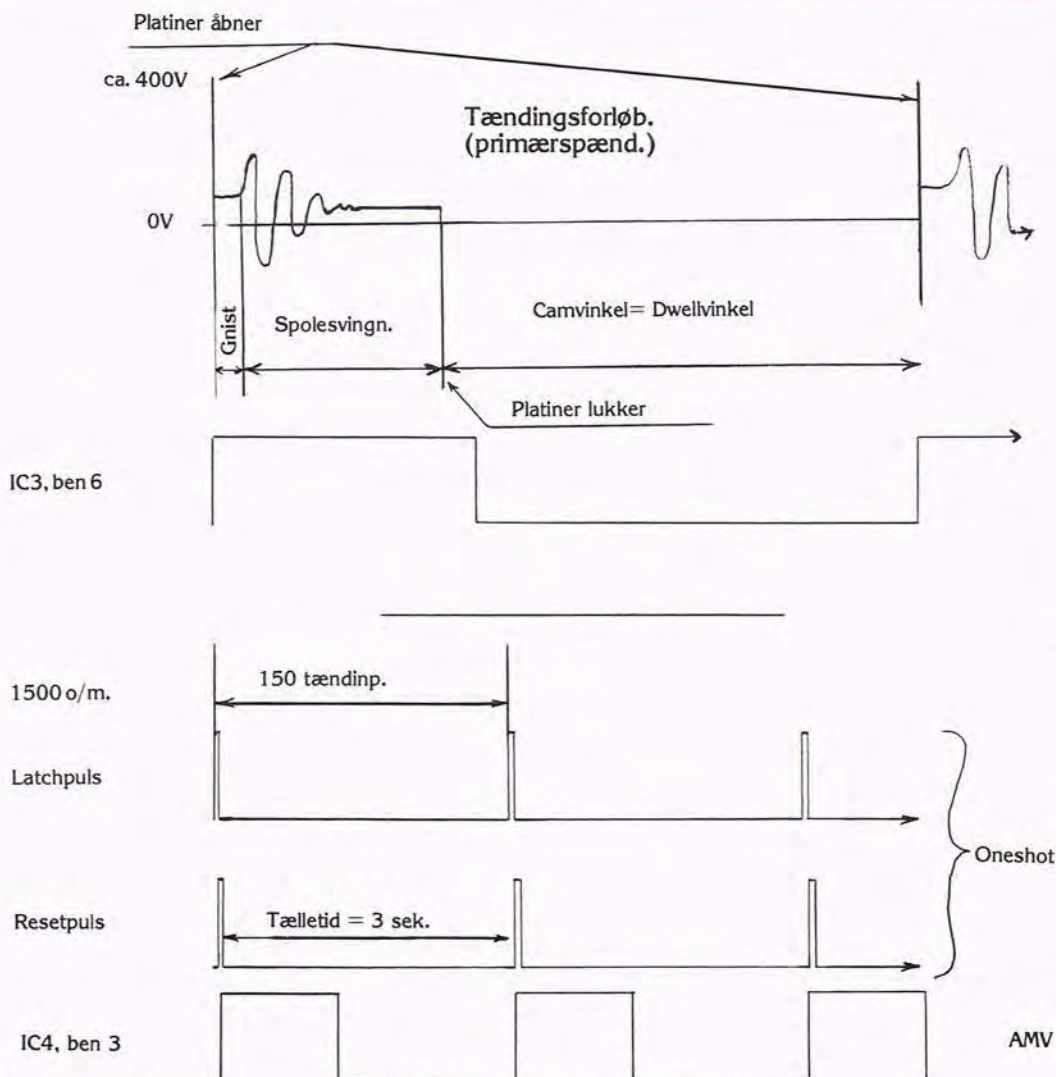 Platiner åbner
ca. 400V
Tændingsforløb.
(primærspænd.)
0V
Gnist
Spolesvingn.
Camvinkel= Dwellvinkel
Platiner lukker
IC3, ben 6
1500 o/m.
150 tændinp.
Latchpuls
Oneshot
Resetpuls
Tælletid = 3 sek.
IC4, ben 3
AMV